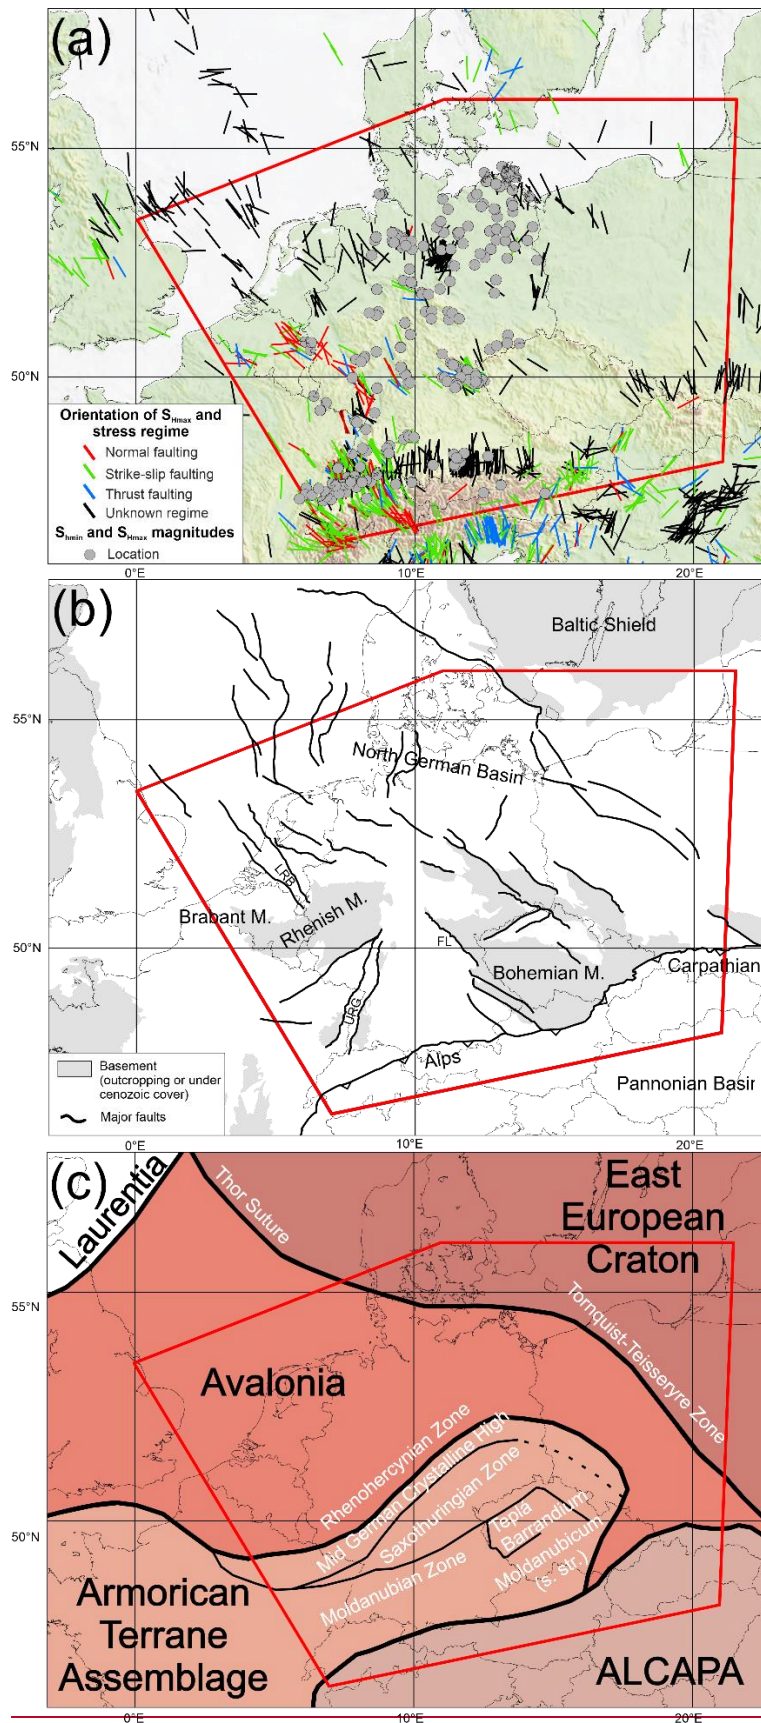 (a)
55°N
50°N
Orientation of SHmax and
stress regime
Normal faulting
Strike-slip faulting
Thrust faulting
Unknown regime
Shmin and SHmax magnitudes
Location
0°E
10°E
20°E
(b)
Baltic Shield
55°N
North German Basin
LRB
Brabant M.
Rhenish M.
50°N
FL
Bohemian M.
Carpathian
URG
Alps
Pannonian Basin
Basement
(outcropping or under
cenozoic cover)
Major faults
0°E
10°E
20°E
(c)
Laurentia
Thor Suture
East
European
Craton
55°N
Tornquist-Teisseyre Zone
Avalonia
Rhenohercynian Zone
Mid German Crystalline High
Saxothuringian Zone
50°N
Tepla
Barrandium
Moldanubicum
(s. str.)
Moldanubian Zone
Armorican
Terrane
Assemblage
ALCAPA
0°E
10°E
20°E